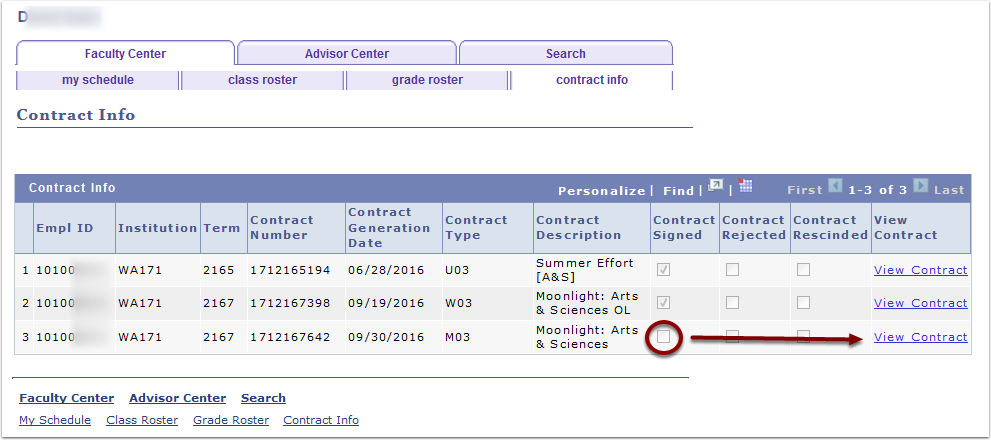 D
Faculty Center Advisor Center Search
my schedule class roster grade roster contract info
Contract Info
Contract Info Personalize | Find | | First 1-3 of 3 Last
Empl ID Institution Term Contract Number Contract Generation Date Contract Type Contract Description Contract Signed Contract Rejected Contract Rescinded View Contract
1 10100 WA171 2165 1712165194 06/28/2016 U03 Summer Effort [A&S] View Contract
2 10100 WA171 2167 1712167398 09/19/2016 W03 Moonlight: Arts & Sciences OL View Contract
3 10100 WA171 2167 1712167642 09/30/2016 M03 Moonlight: Arts & Sciences View Contract
Faculty Center Advisor Center Search
My Schedule Class Roster Grade Roster Contract Info